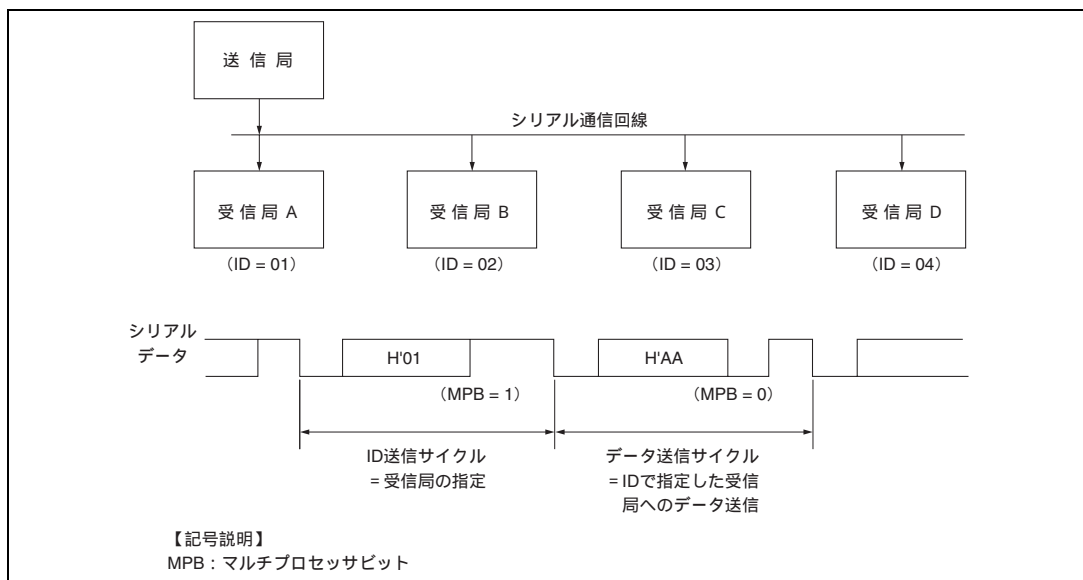 送信局
シリアル通信回線
受信局 A
受信局 B
受信局 C
受信局 D
（ID = 01）
（ID = 02）
（ID = 03）
（ID = 04）
シリアル
データ
H'01
H'AA
（MPB = 1）
（MPB = 0）
ID送信サイクル
= 受信局の指定
データ送信サイクル
= IDで指定した受信
局へのデータ送信
【記号説明】
MPB：マルチプロセッサビット